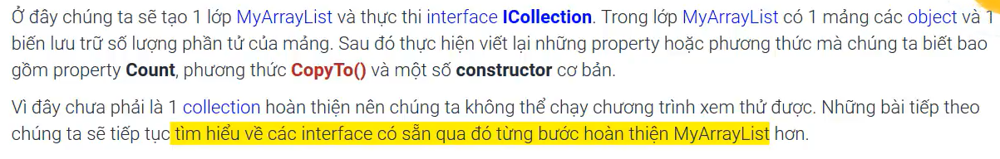 Ở đây chúng ta sẽ tạo 1 lớp MyArrayList và thực thi interface ICollection. Trong lớp MyArrayList có 1 mảng các object và 1
biến lưu trữ số lượng phần tử của mảng. Sau đó thực hiện viết lại những property hoặc phương thức mà chúng ta biết bao
gồm property Count, phương thức CopyTo() và một số constructor cơ bản.
Vì đây chưa phải là 1 collection hoàn thiện nên chúng ta không thể chạy chương trình xem thử được. Những bài tiếp theo
chúng ta sẽ tiếp tục tìm hiểu về các interface có sẵn qua đó từng bước hoàn thiện MyArrayList hơn.